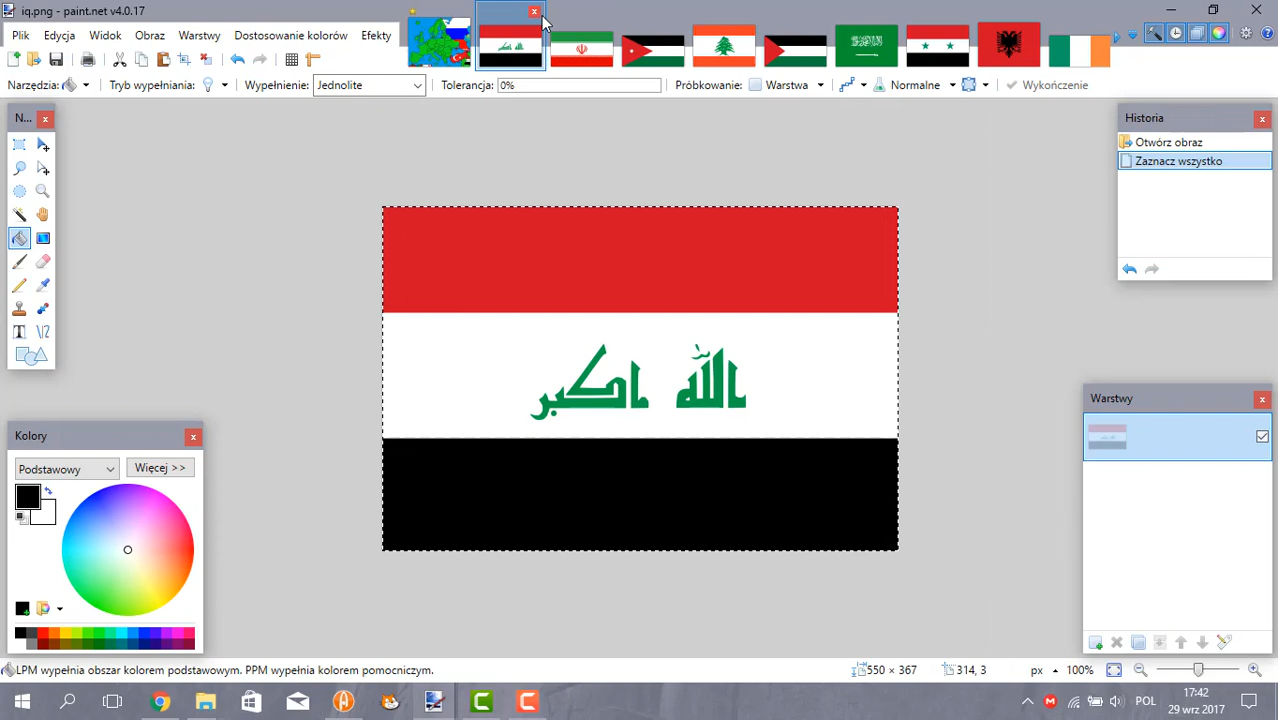 iq.png - paint.net v4.0.17
Plik Edycja Widok Obraz Warstwy Dostosowanie kolorów Efekty
Narzędzia: Tryb wypełniania: Wypełnienie: Jednolite Tolerancja: 0% Próbkowanie: Warstwa Normalne Wykończenie
N...
Historia
Otwórz obraz
Zaznacz wszystko
الله اكبر
Warstwy
Kolory
Podstawowy Więcej >>
LPM wypełnia obszar kolorem podstawowym. PPM wypełnia kolorem pomocniczym.
550 × 367 314, 3 px 100%
POL 17:42
29 wrz 2017